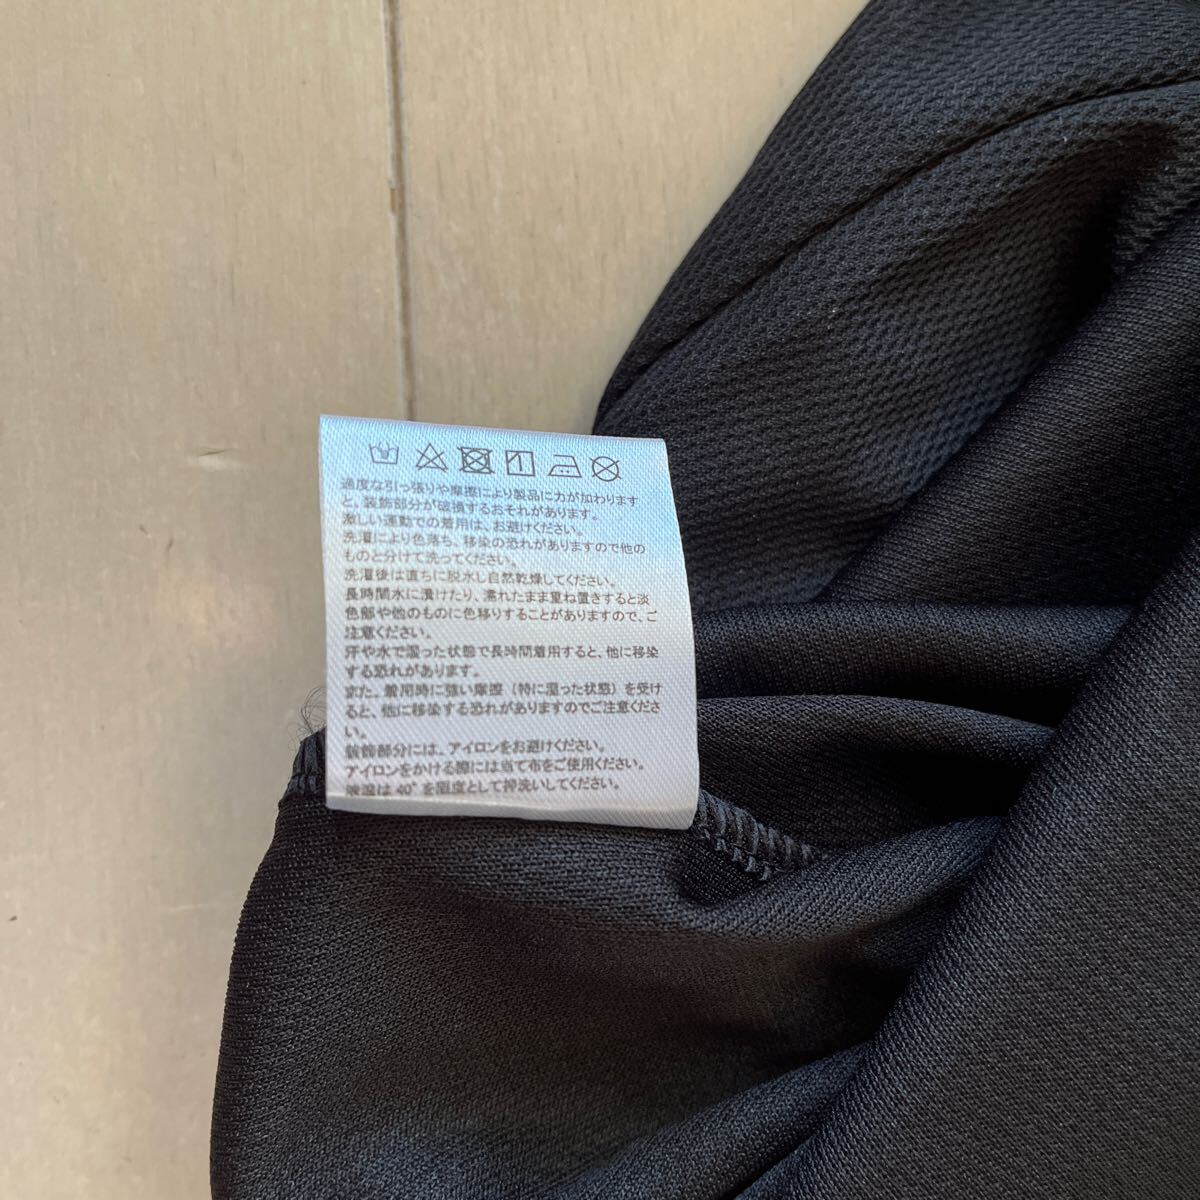 過度な引っ張りや摩擦により製品に力が加わります
と、装飾部分が破損するおそれがあります。
激しい運動での着用は、お避けください。
洗濯により色落ち、移染の恐れがありますので他の
ものと分けて洗ってください。
洗濯後は直ちに脱水し自然乾燥してください。
長時間水に漬けたり、濡れたまま重ね置きすると淡
色部や他のものに色移りすることがありますので、ご
注意ください。
汗や水で湿った状態で長時間着用すると、他に移染
する恐れがあります。
また、着用時に強い摩擦（特に湿った状態）を受け
ると、他に移染する恐れがありますのでご注意くださ
い。
装飾部分には、アイロンをお避けください。
アイロンをかける際には当て布をご使用ください。
液温は 40°を限度として押洗いしてください。